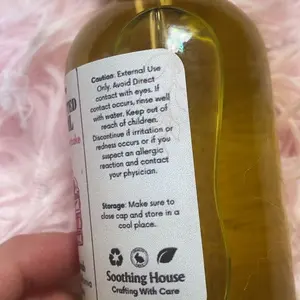 Caution: External Use
Only. Avoid Direct
contact with eyes. If
contact occurs, rinse well
with water. Keep out of
reach of children.
Discontinue if irritation or
redness occurs or if you
suspect an allergic
reaction and contact
your physician.
Storage: Make sure to
close cap and store in a
cool place.
Soothing House
Crafting With Care